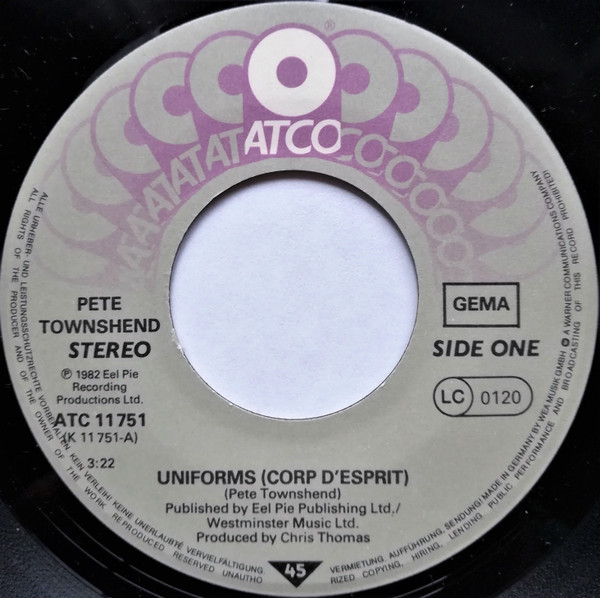 ®
ATCO
PETE
TOWNSHEND
STEREO
℗ 1982 Eel Pie
Recording
Productions Ltd.
ATC 11 751
(K 11 751-A)
3:22
GEMA
SIDE ONE
LC 0120
UNIFORMS (CORP D'ESPRIT)
(Pete Townshend)
Published by Eel Pie Publishing Ltd./
Westminster Music Ltd.
Produced by Chris Thomas
45
ALLE URHEBER- UND LEISTUNGSSCHUTZRECHTE VORBEHALTEN. KEIN VERLEIH! KEINE UNERLAUBTE VERVIELFÄLTIGUNG, VERMIETUNG, AUFFÜHRUNG, SENDUNG! MADE IN GERMANY BY WEA MUSIK GMBH A WARNER COMMUNICATIONS COMPANY
ALL RIGHTS OF THE PRODUCER AND OF THE OWNER OF THE WORK REPRODUCED RESERVED UNAUTHORIZED COPYING, HIRING, LENDING PUBLIC PERFORMANCE AND BROADCASTING OF THIS RECORD PROHIBITED!